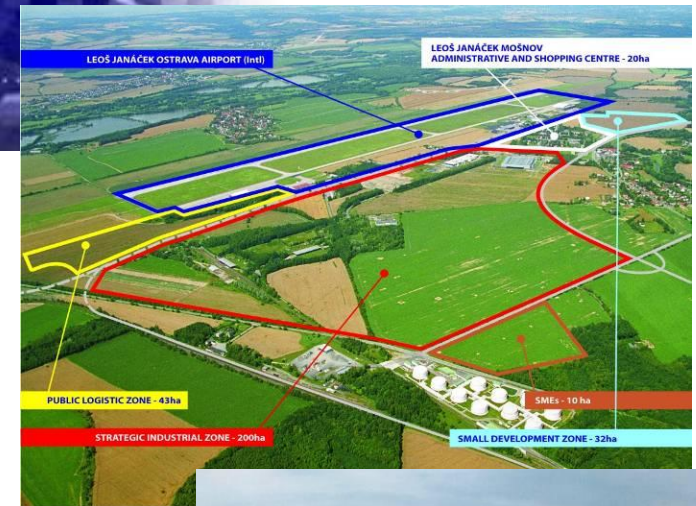 LEOŠ JANÁČEK OSTRAVA AIRPORT (Intl)
LEOŠ JANÁČEK MOŠNOV
ADMINISTRATIVE AND SHOPPING CENTRE - 20ha
PUBLIC LOGISTIC ZONE - 43ha
SMEs - 10 ha
STRATEGIC INDUSTRIAL ZONE - 200ha
SMALL DEVELOPMENT ZONE - 32ha